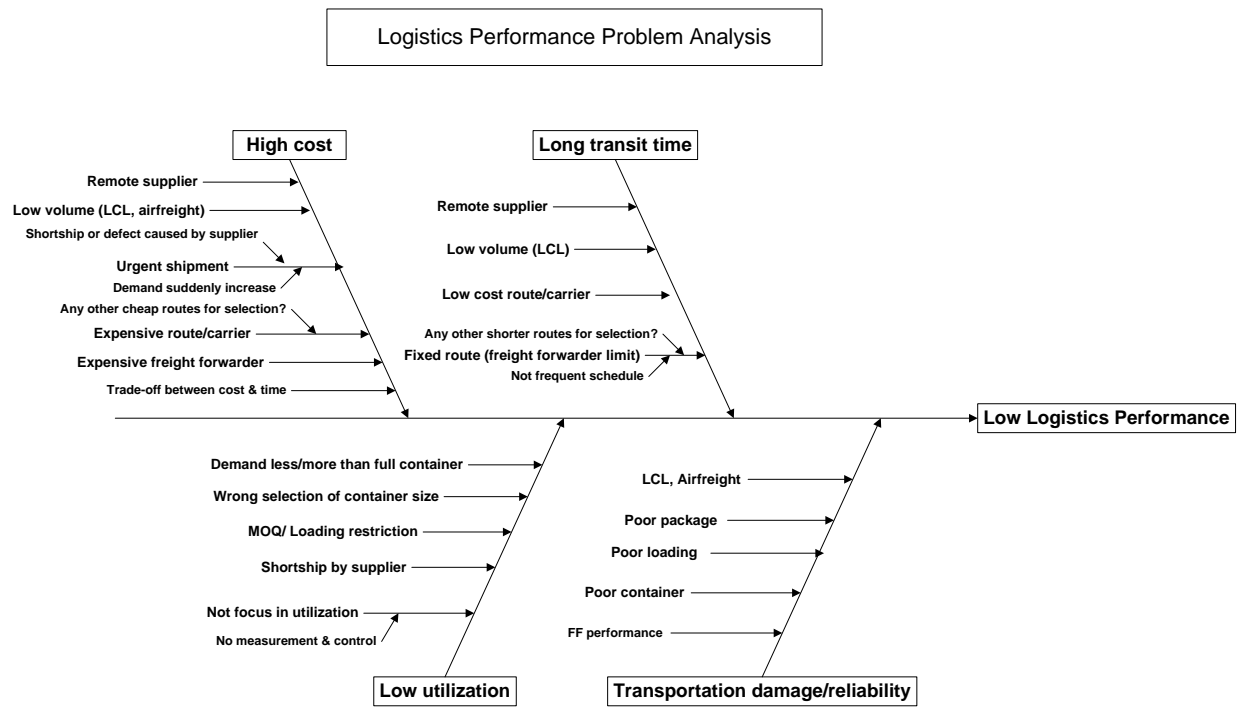 Logistics Performance Problem Analysis
High cost
Remote supplier
Low volume (LCL, airfreight)
Shortship or defect caused by supplier
Urgent shipment
Demand suddenly increase
Any other cheap routes for selection?
Expensive route/carrier
Expensive freight forwarder
Trade-off between cost & time
Long transit time
Remote supplier
Low volume (LCL)
Low cost route/carrier
Any other shorter routes for selection?
Fixed route (freight forwarder limit)
Not frequent schedule
Low Logistics Performance
Demand less/more than full container
Wrong selection of container size
MOQ/ Loading restriction
Shortship by supplier
Not focus in utilization
No measurement & control
Low utilization
LCL, Airfreight
Poor package
Poor loading
Poor container
FF performance
Transportation damage/reliability